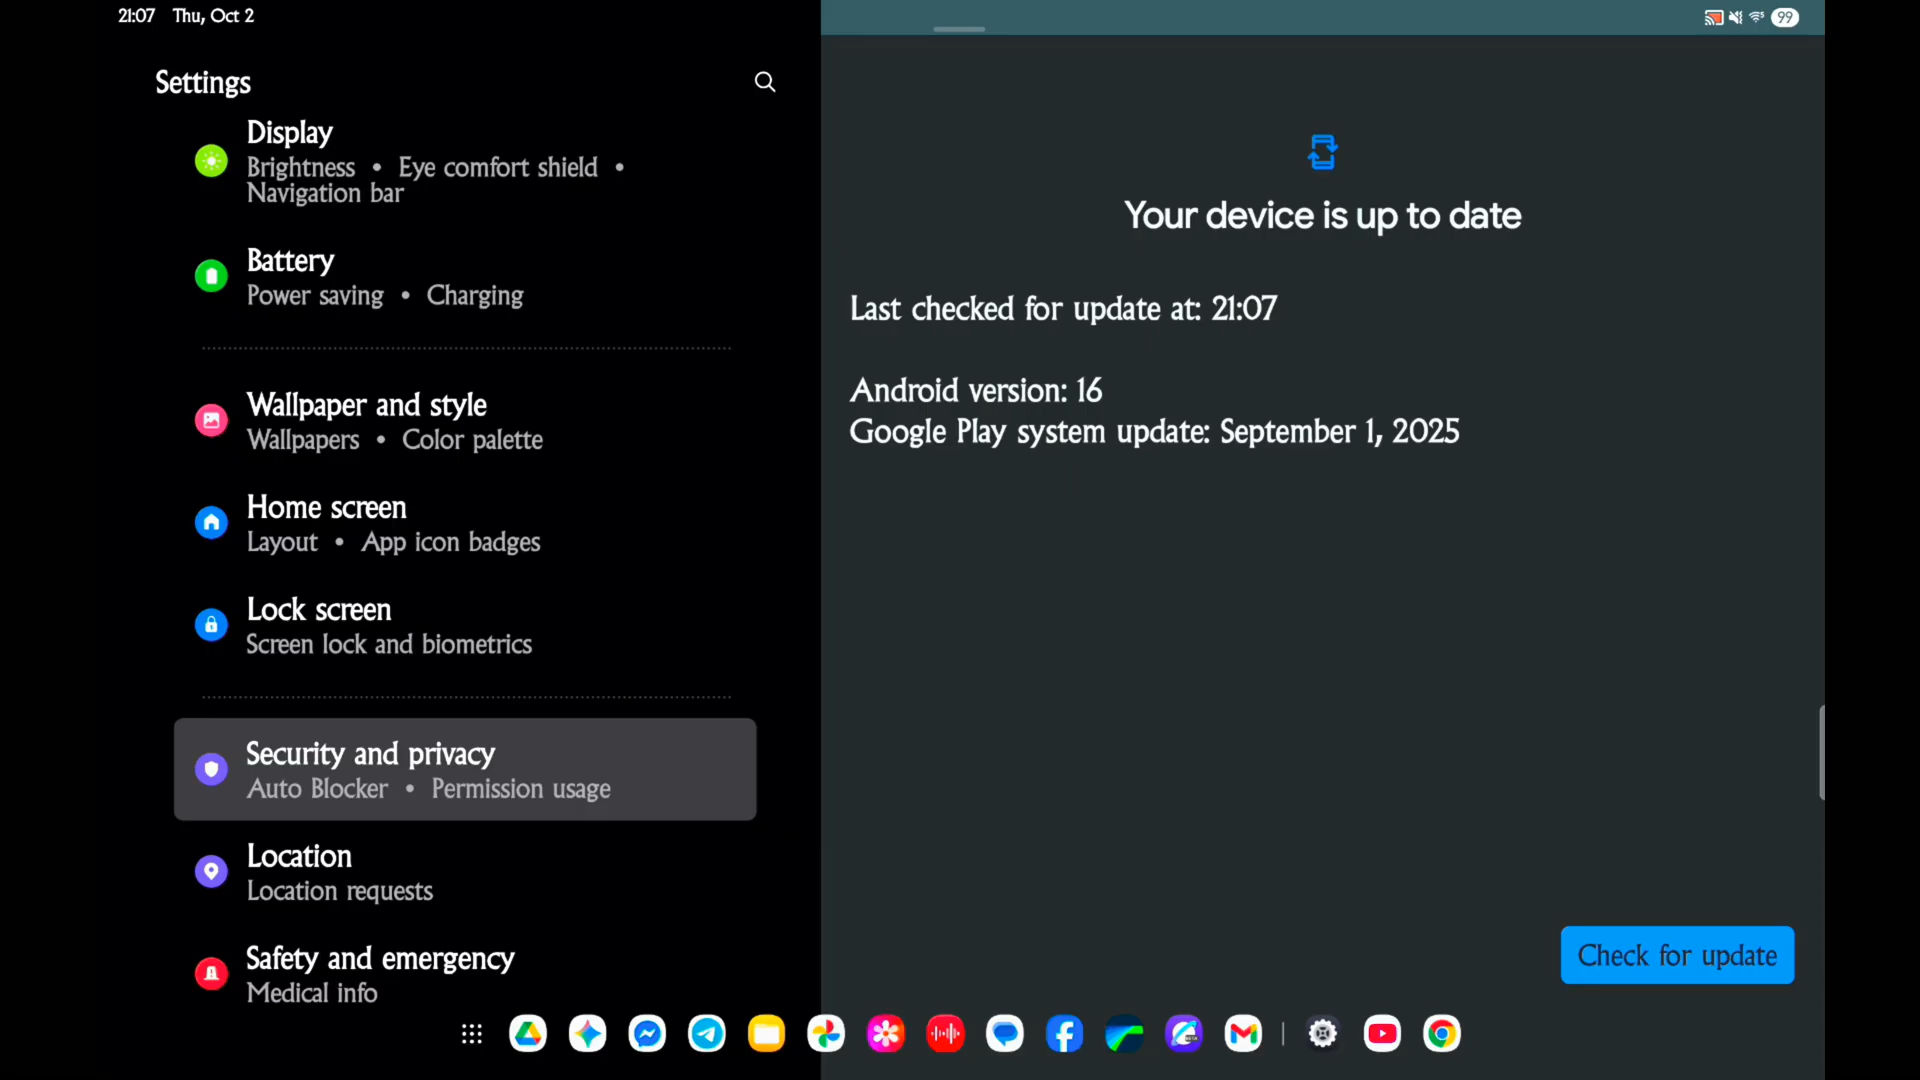 21:07 Thu, Oct 2
99
Settings
Display
Brightness • Eye comfort shield •
Navigation bar
Battery
Power saving • Charging
Wallpaper and style
Wallpapers • Color palette
Home screen
Layout • App icon badges
Lock screen
Screen lock and biometrics
Security and privacy
Auto Blocker • Permission usage
Location
Location requests
Safety and emergency
Medical info
Your device is up to date
Last checked for update at: 21:07
Android version: 16
Google Play system update: September 1, 2025
Check for update